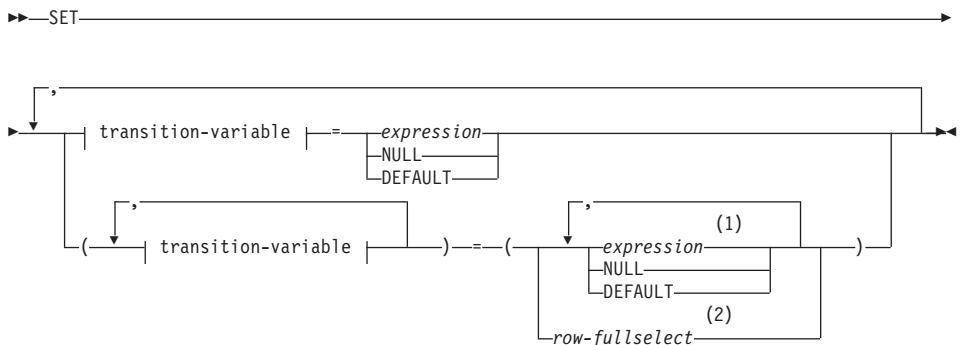 SET
,
transition-variable = expression
NULL
DEFAULT
, ,
(1)
( transition-variable ) = ( expression )
NULL
DEFAULT
(2)
row-fullselect